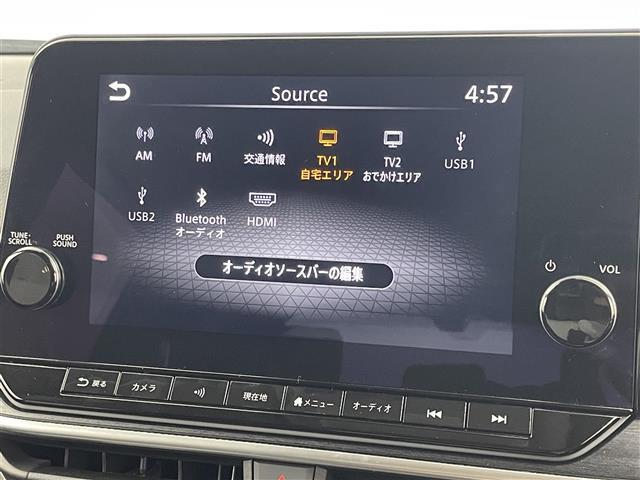 Source
4:57
AM
FM
交通情報
TV1
自宅エリア
TV2
おでかけエリア
USB1
USB2
Bluetooth
オーディオ
HDMI
オーディオソースバーの編集
TUNE·
SCROLL
PUSH
SOUND
VOL
戻る
カメラ
現在地
メニュー
オーディオ